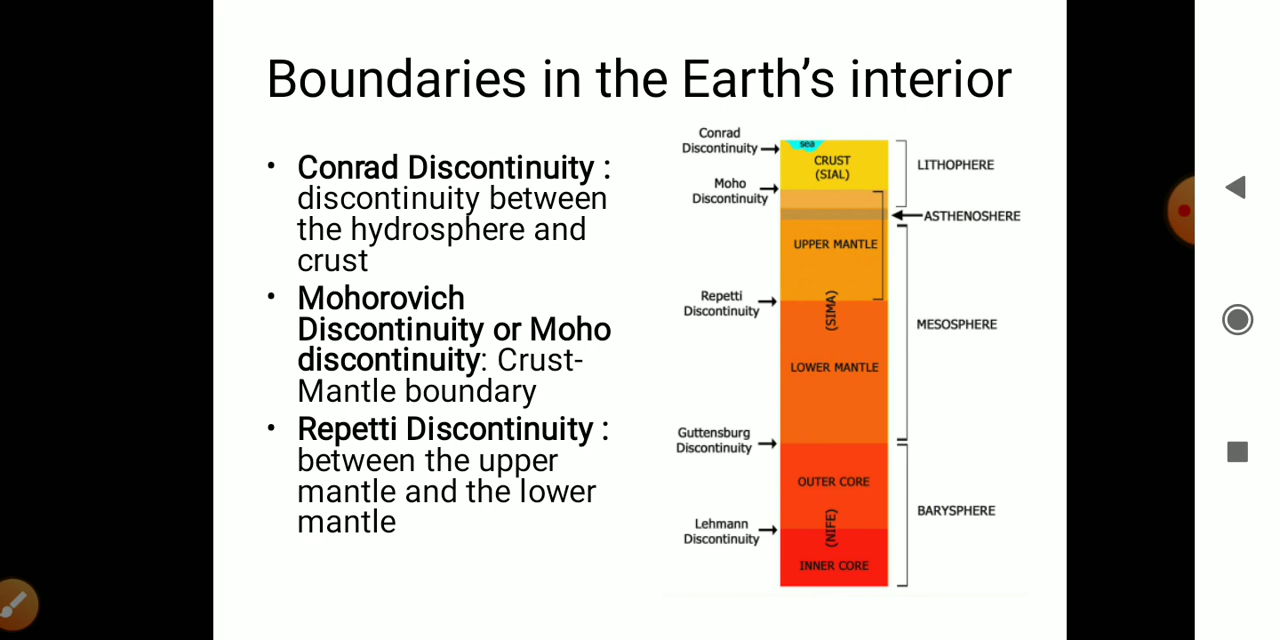 Boundaries in the Earth’s interior
• Conrad Discontinuity :
discontinuity between
the hydrosphere and
crust
• Mohorovich
Discontinuity or Moho
discontinuity: Crust-
Mantle boundary
• Repetti Discontinuity :
between the upper
mantle and the lower
mantle
Conrad
Discontinuity
sea
CRUST
(SIAL)
LITHOPHERE
Moho
Discontinuity
ASTHENOSHERE
UPPER MANTLE
Repetti
Discontinuity
(SIMA)
MESOSPHERE
LOWER MANTLE
Guttensburg
Discontinuity
OUTER CORE
BARYSPHERE
(NIFE)
Lehmann
Discontinuity
INNER CORE